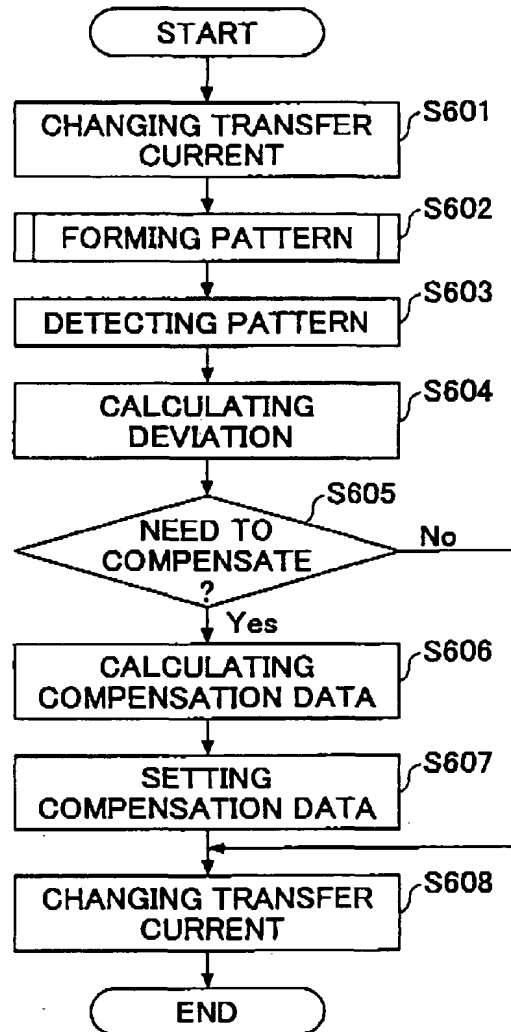 START
CHANGING TRANSFER
CURRENT
S601
FORMING PATTERN
S602
DETECTING PATTERN
S603
CALCULATING
DEVIATION
S604
NEED TO
COMPENSATE
?
S605
No
Yes
CALCULATING
COMPENSATION DATA
S606
SETTING
COMPENSATION DATA
S607
CHANGING TRANSFER
CURRENT
S608
END